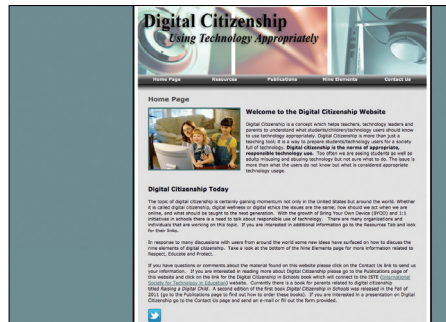 Digital Citizenship
Using Technology Appropriately
Home Page Resources Publications Nine Elements Contact Us
Home Page
Welcome to the Digital Citizenship Website
Digital Citizenship is a concept which helps teachers, technology leaders and
parents to understand what students/children/technology users should know
to use technology appropriately. Digital Citizenship is more than just a
teaching tool; it is a way to prepare students/technology users for a society
full of technology. Digital citizenship is the norms of appropriate,
responsible technology use. Too often we are seeing students as well as
adults misusing and abusing technology but not sure what to do. The issue is
more than what the users do not know but what is considered appropriate
technology usage.
Digital Citizenship Today
The topic of digital citizenship is certainly gaining momentum not only in the United States but around the world. Whether
it is called digital citizenship, digital wellness or digital ethics the issues are the same; how should we act when we are
online, and what should be taught to the next generation. With the growth of Bring Your Own Device (BYOD) and 1:1
initiatives in schools there is a need to talk about responsible use of technology. There are many organizations and
individuals that are working on this topic. If you are interested in additional information go to the Resources Tab and look
for their links.
In response to many discussions with users from around the world some new ideas have surfaced on how to discuss the
nine elements of digital citizenship. Take a look at the bottom of the Nine Elements page for more information related to
Respect, Educate and Protect.
If you have questions or comments about the material found on this website please click on the Contact Us link to send us
your information. If you are interested in reading more about Digital Citizenship please go to the Publications page of
this website and click on the link for the Digital Citizenship in Schools book which will connect to the ISTE (International
Society for Technology in Education) website. Currently there is a book for parents related to digital citizenship
titled Raising a Digital Child. A second edition of the first book Digital Citizenship in Schools was released in the Fall of
2011 (go to the Publications page to find out how to order these books). If you are interested in a presentation on Digital
Citizenship go to the Contact Us page and send an e-mail or fill out the form provided.